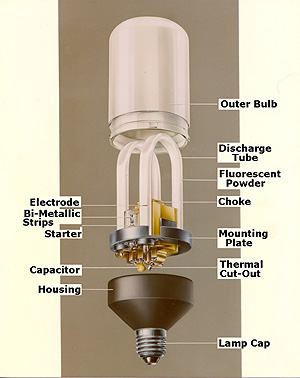 Outer Bulb
Discharge
Tube
Fluorescent
Powder
Electrode
Choke
Bi-Metallic
Strips
Starter
Mounting
Plate
Capacitor
Thermal
Cut-Out
Housing
Lamp Cap